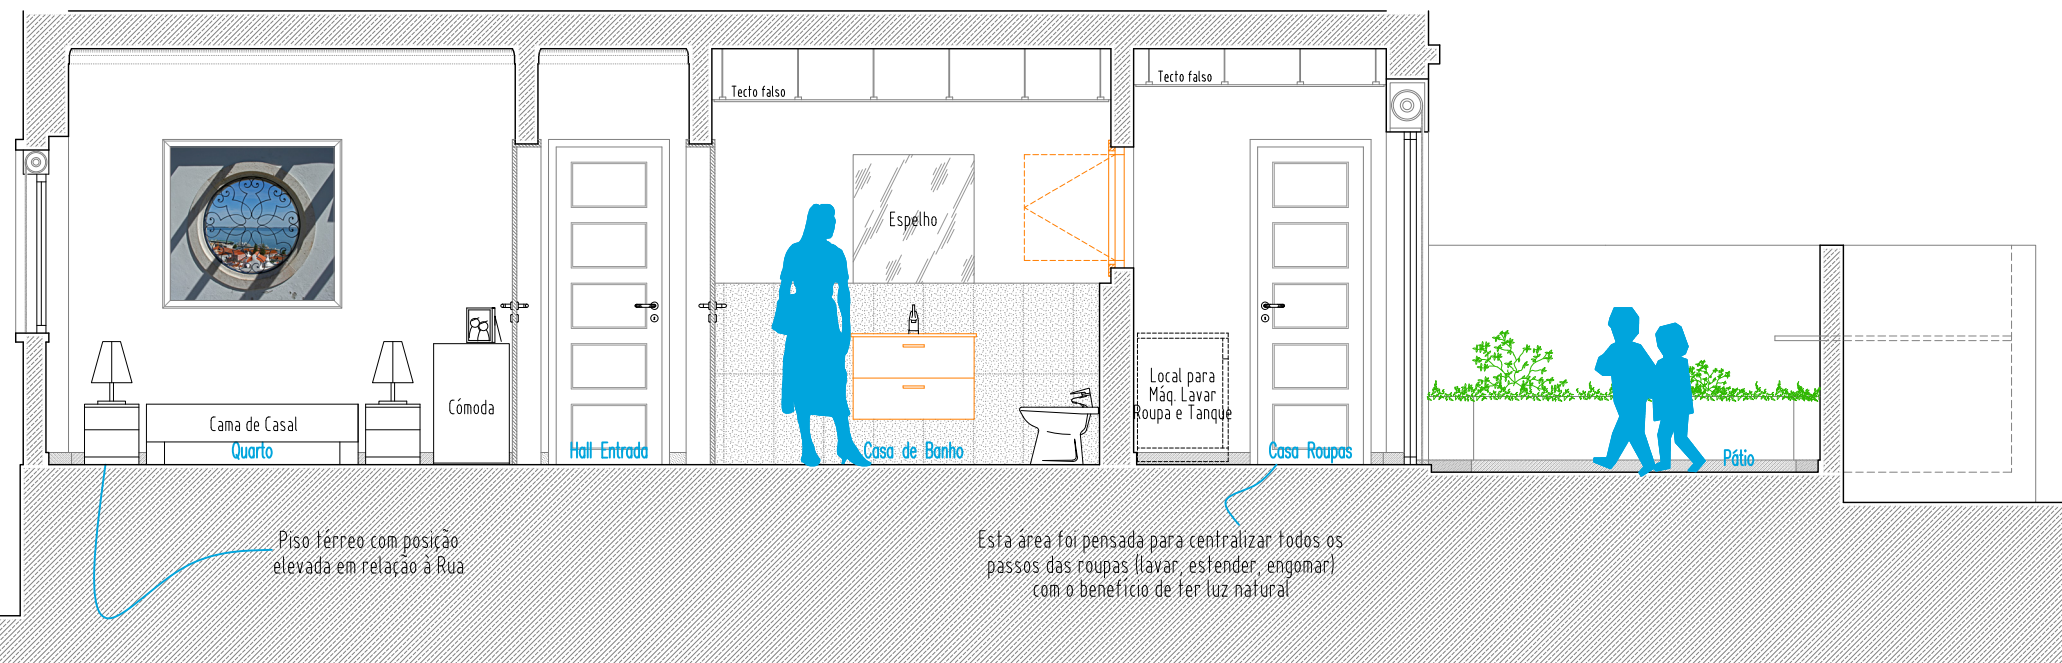 Tecto falso
Tecto falso
Espelho
Local para
Máq. Lavar
Roupa e Tanque
Cómoda
Cama de Casal
Quarto
Hall Entrada
Casa de Banho
Casa Roupas
Pátio
Piso térreo com posição
elevada em relação à Rua
Esta área foi pensada para centralizar todos os
passos das roupas (lavar, estender, engomar)
com o benefício de ter luz natural